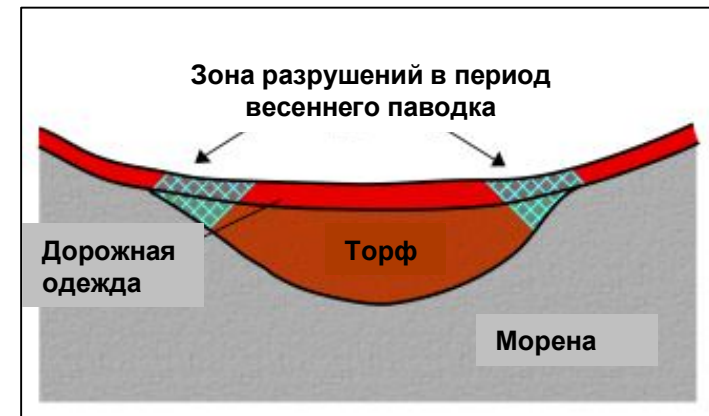 Зона разрушений в период
весеннего паводка
Дорожная
одежда
Торф
Морена